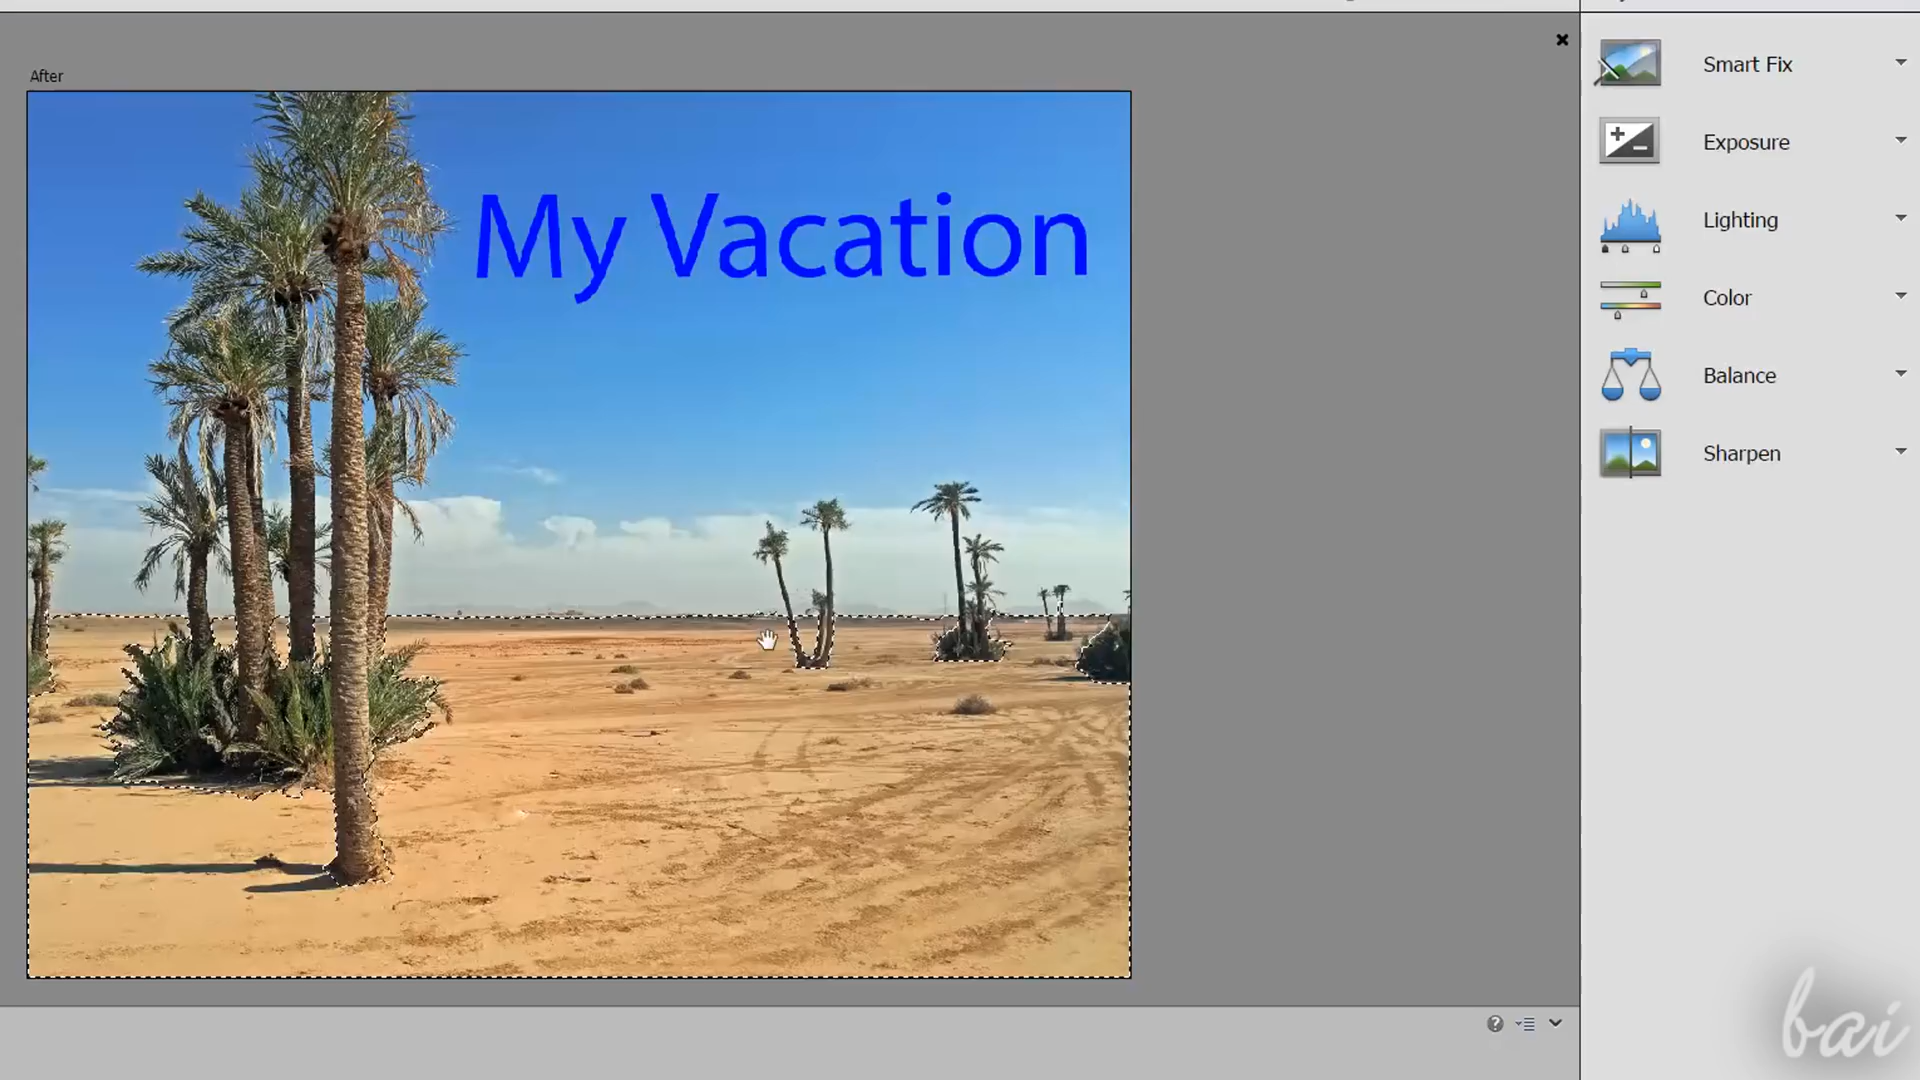 After
My Vacation
Smart Fix
Exposure
Lighting
Color
Balance
Sharpen
bai